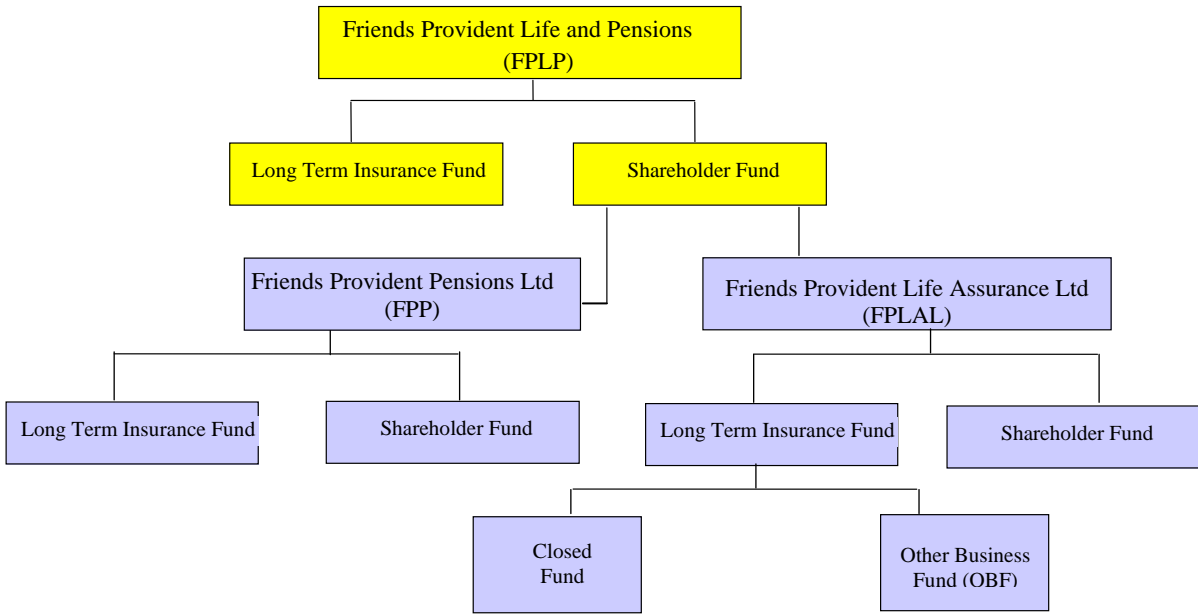 Friends Provident Life and Pensions
(FPLP)
Long Term Insurance Fund
Shareholder Fund
Friends Provident Pensions Ltd
(FPP)
Friends Provident Life Assurance Ltd
(FPLAL)
Long Term Insurance Fund
Shareholder Fund
Long Term Insurance Fund
Shareholder Fund
Closed
Fund
Other Business
Fund (OBF)